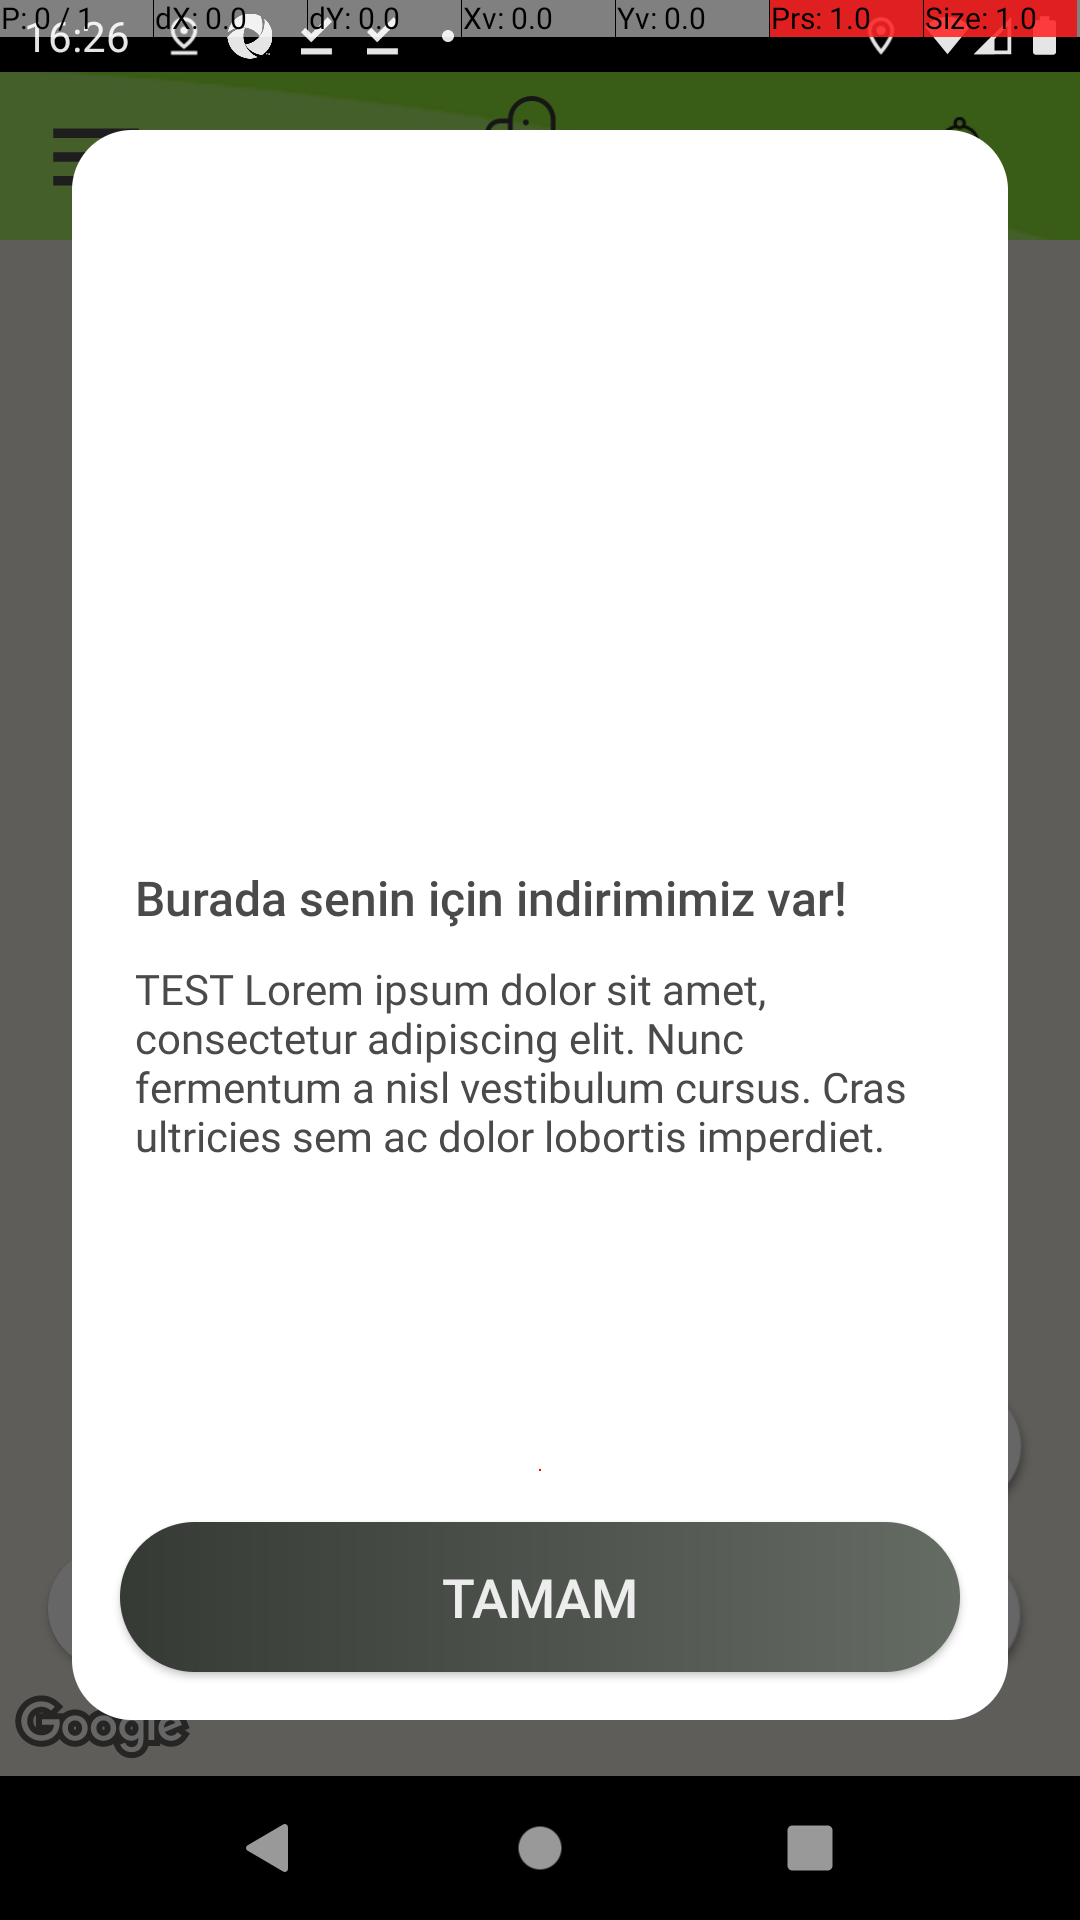 P: 0 / 1 dX: 0.0 dY: 0.0 Xv: 0.0 Yv: 0.0 Prs: 1.0 Size: 1.0
16:26
Burada senin için indirimimiz var!
TEST Lorem ipsum dolor sit amet,
consectetur adipiscing elit. Nunc
fermentum a nisl vestibulum cursus. Cras
ultricies sem ac dolor lobortis imperdiet.
TAMAM
Google